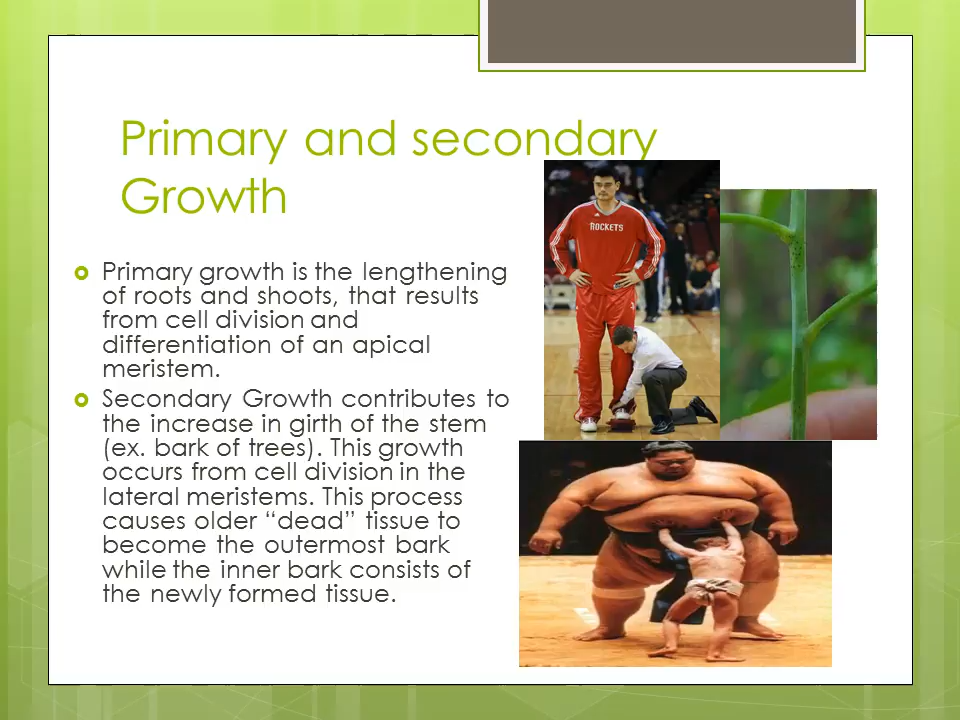 Primary and secondary
Growth
Primary growth is the lengthening
of roots and shoots, that results
from cell division and
differentiation of an apical
meristem.
Secondary Growth contributes to
the increase in girth of the stem
(ex. bark of trees). This growth
occurs from cell division in the
lateral meristems. This process
causes older “dead” tissue to
become the outermost bark
while the inner bark consists of
the newly formed tissue.
ROCKETS